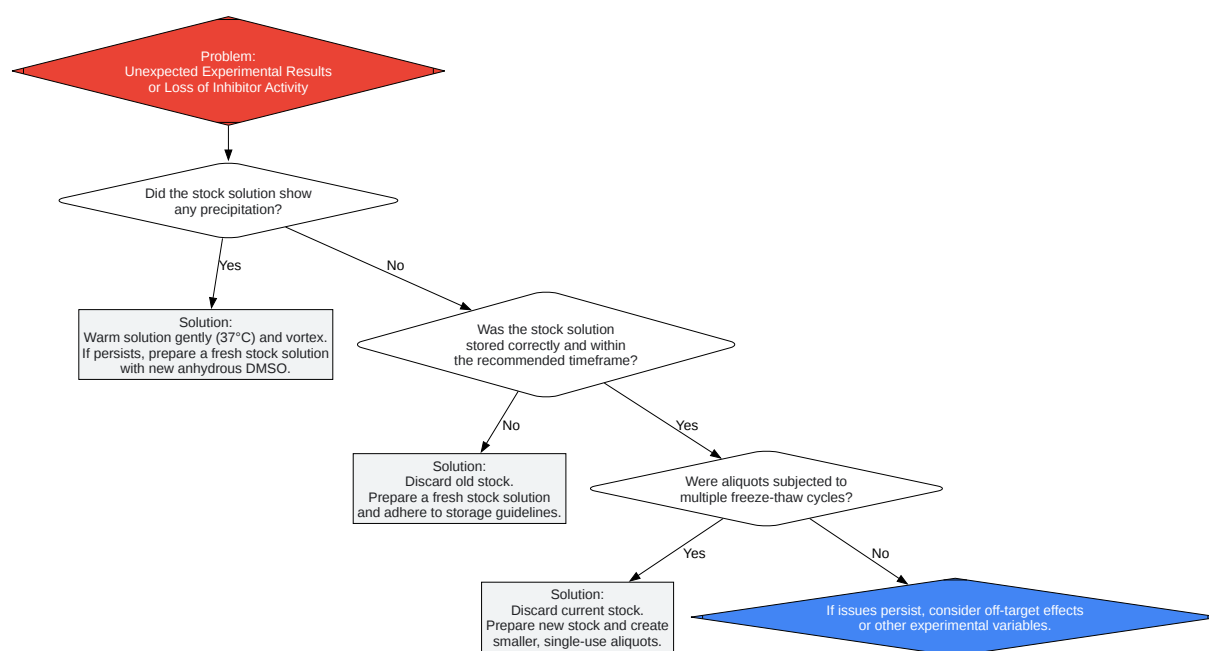 Problem:
Unexpected Experimental Results
or Loss of Inhibitor Activity
Did the stock solution show
any precipitation?
Yes
No
Solution:
Warm solution gently (37°C) and vortex.
If persists, prepare a fresh stock solution
with new anhydrous DMSO.
Was the stock solution
stored correctly and within
the recommended timeframe?
No
Yes
Solution:
Discard old stock.
Prepare a fresh stock solution
and adhere to storage guidelines.
Were aliquots subjected to
multiple freeze-thaw cycles?
Yes
No
Solution:
Discard current stock.
Prepare new stock and create
smaller, single-use aliquots.
If issues persist, consider off-target effects
or other experimental variables.